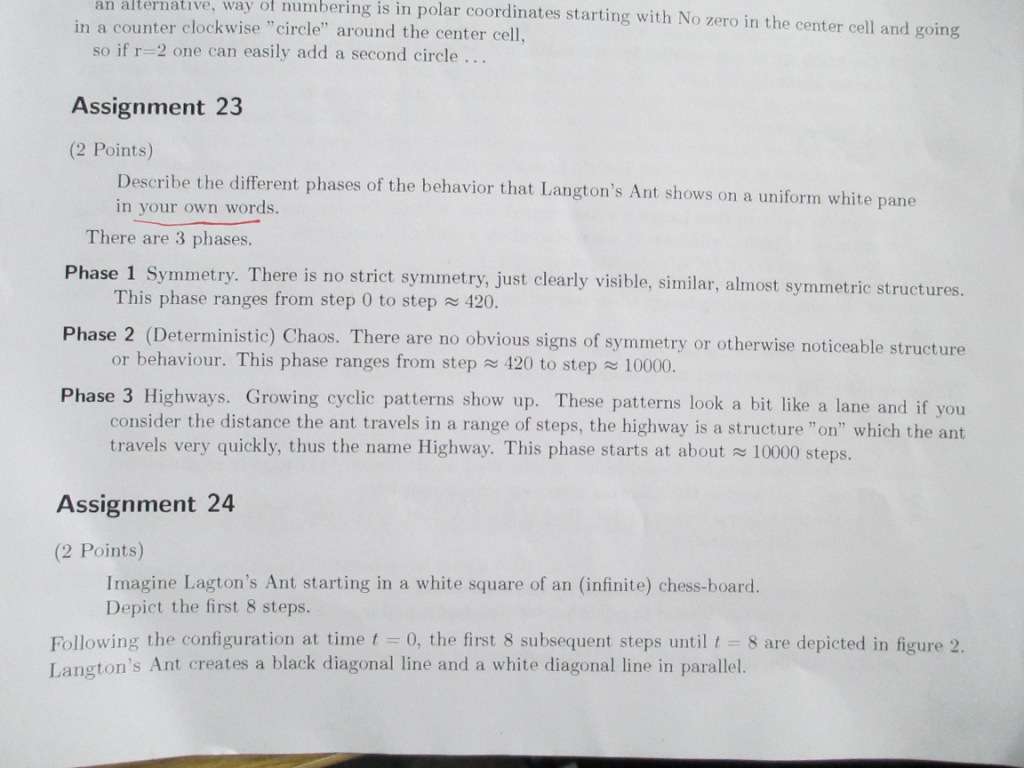 an alternative, way of numbering is in polar coordinates starting with No zero in the center cell and going
in a counter clockwise "circle" around the center cell,
so if r=2 one can easily add a second circle ...
Assignment 23
(2 Points)
Describe the different phases of the behavior that Langton's Ant shows on a uniform white pane
in your own words.
There are 3 phases.
Phase 1 Symmetry. There is no strict symmetry, just clearly visible, similar, almost symmetric structures.
This phase ranges from step 0 to step ≈ 420.
Phase 2 (Deterministic) Chaos. There are no obvious signs of symmetry or otherwise noticeable structure
or behaviour. This phase ranges from step ≈ 420 to step ≈ 10000.
Phase 3 Highways. Growing cyclic patterns show up. These patterns look a bit like a lane and if you
consider the distance the ant travels in a range of steps, the highway is a structure "on" which the ant
travels very quickly, thus the name Highway. This phase starts at about ≈ 10000 steps.
Assignment 24
(2 Points)
Imagine Lagton's Ant starting in a white square of an (infinite) chess-board.
Depict the first 8 steps.
Following the configuration at time t = 0, the first 8 subsequent steps until t = 8 are depicted in figure 2.
Langton's Ant creates a black diagonal line and a white diagonal line in parallel.